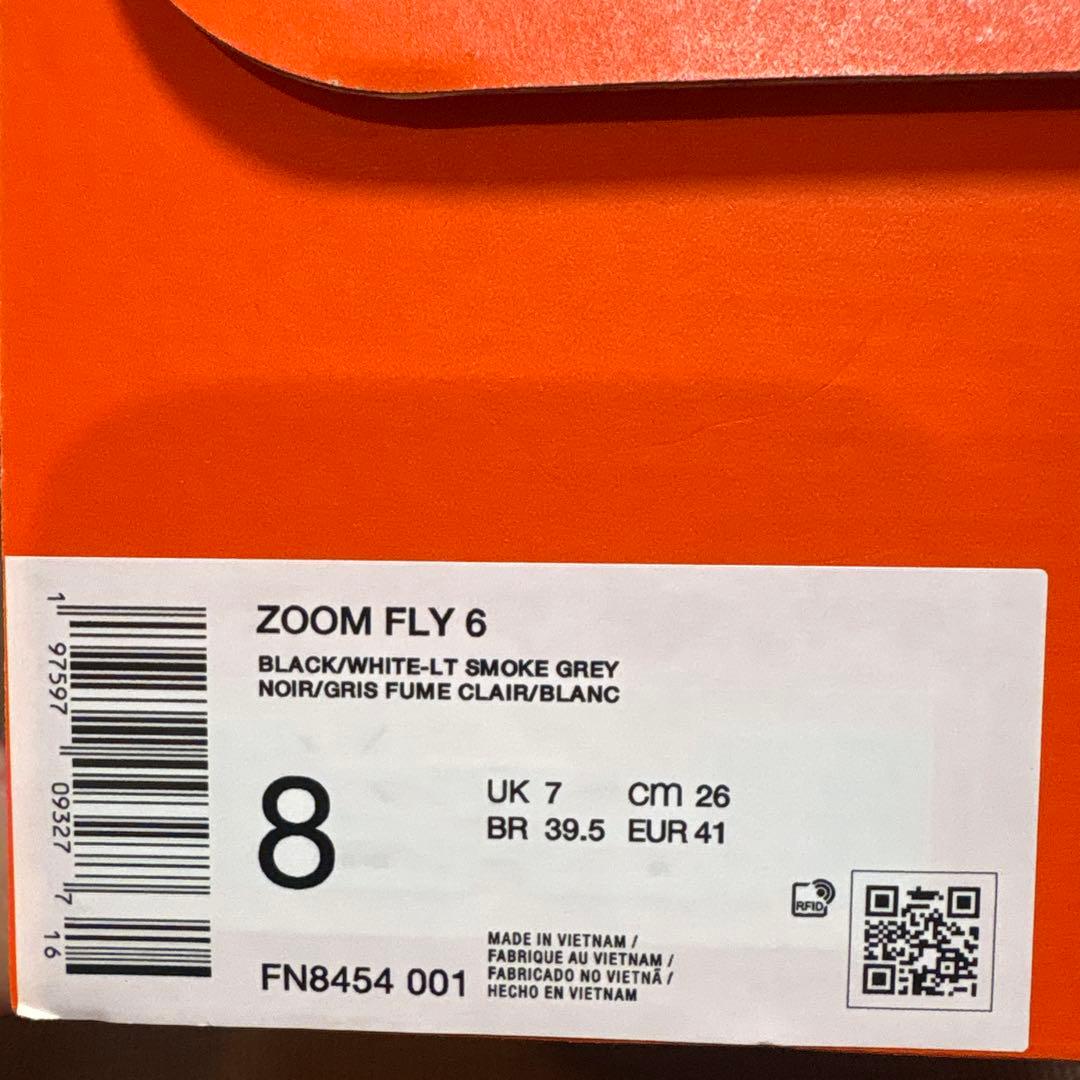 ZOOM FLY 6
BLACK/WHITE-LT SMOKE GREY
NOIR/GRIS FUME CLAIR/BLANC
8
UK 7 cm 26
BR 39.5 EUR 41
RFID
FN8454 001
MADE IN VIETNAM /
FABRIQUE AU VIETNAM /
FABRICADO NO VIETNÃ /
HECHO EN VIETNAM
1 97597 09327 7 16